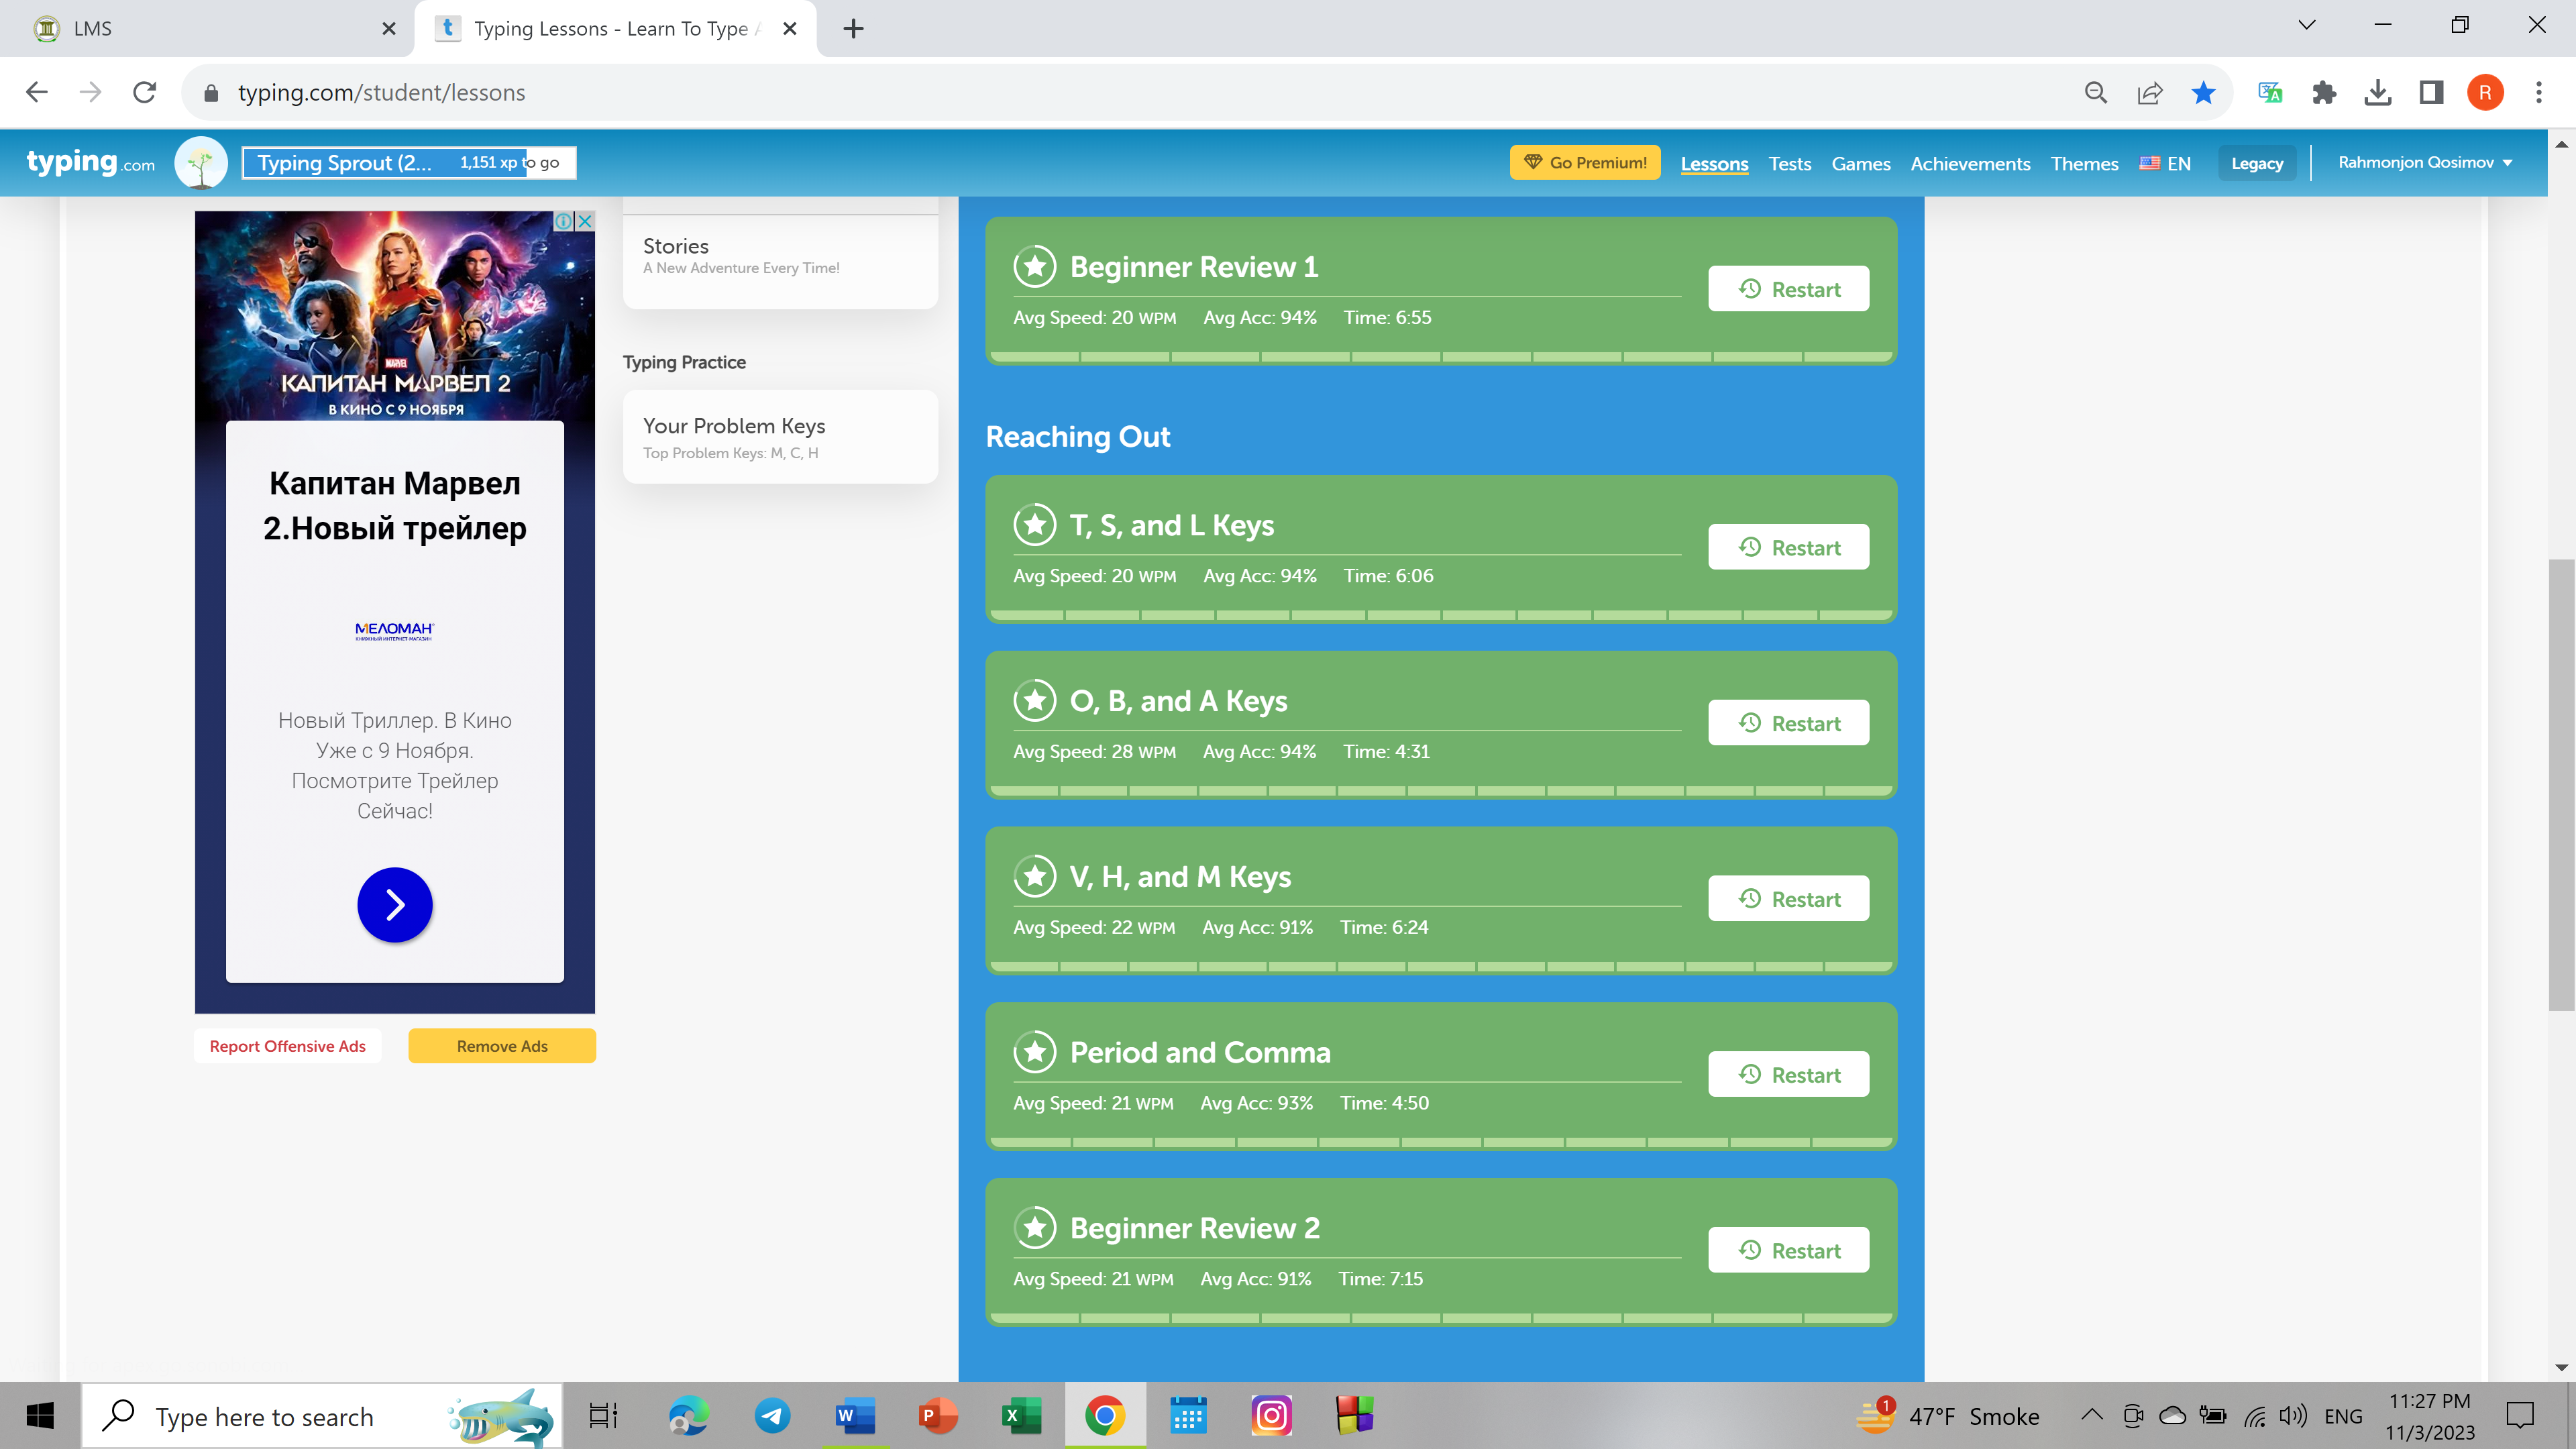 LMS
Typing Lessons - Learn To Type
typing.com/student/lessons
R
typing.com
Typing Sprout (2...
1,151 xp to go
Go Premium!
Lessons
Tests
Games
Achievements
Themes
EN
Legacy
Rahmonjon Qosimov
MARVEL
КАПИТАН МАРВЕЛ 2
В КИНО С 9 НОЯБРЯ
Капитан Марвел
2.Новый трейлер
МЕЛОМАН
КНИЖНЫЙ ИНТЕРНЕТ-МАГАЗИН
Новый Триллер. В Кино
Уже с 9 Ноября.
Посмотрите Трейлер
Сейчас!
Report Offensive Ads
Remove Ads
Stories
A New Adventure Every Time!
Typing Practice
Your Problem Keys
Top Problem Keys: M, C, H
Beginner Review 1
Avg Speed: 20 WPM Avg Acc: 94% Time: 6:55
Restart
Reaching Out
T, S, and L Keys
Avg Speed: 20 WPM Avg Acc: 94% Time: 6:06
Restart
O, B, and A Keys
Avg Speed: 28 WPM Avg Acc: 94% Time: 4:31
Restart
V, H, and M Keys
Avg Speed: 22 WPM Avg Acc: 91% Time: 6:24
Restart
Period and Comma
Avg Speed: 21 WPM Avg Acc: 93% Time: 4:50
Restart
Beginner Review 2
Avg Speed: 21 WPM Avg Acc: 91% Time: 7:15
Restart
Type here to search
W
P
X
1
47°F Smoke
ENG
11:27 PM
11/3/2023